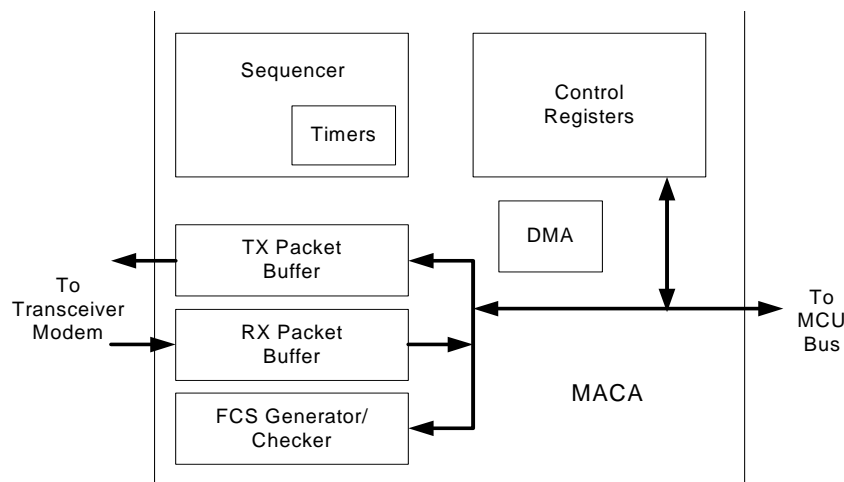 Sequencer
Timers
Control
Registers
DMA
TX Packet
Buffer
To
Transceiver
Modem
RX Packet
Buffer
To
MCU
Bus
FCS Generator/
Checker
MACA